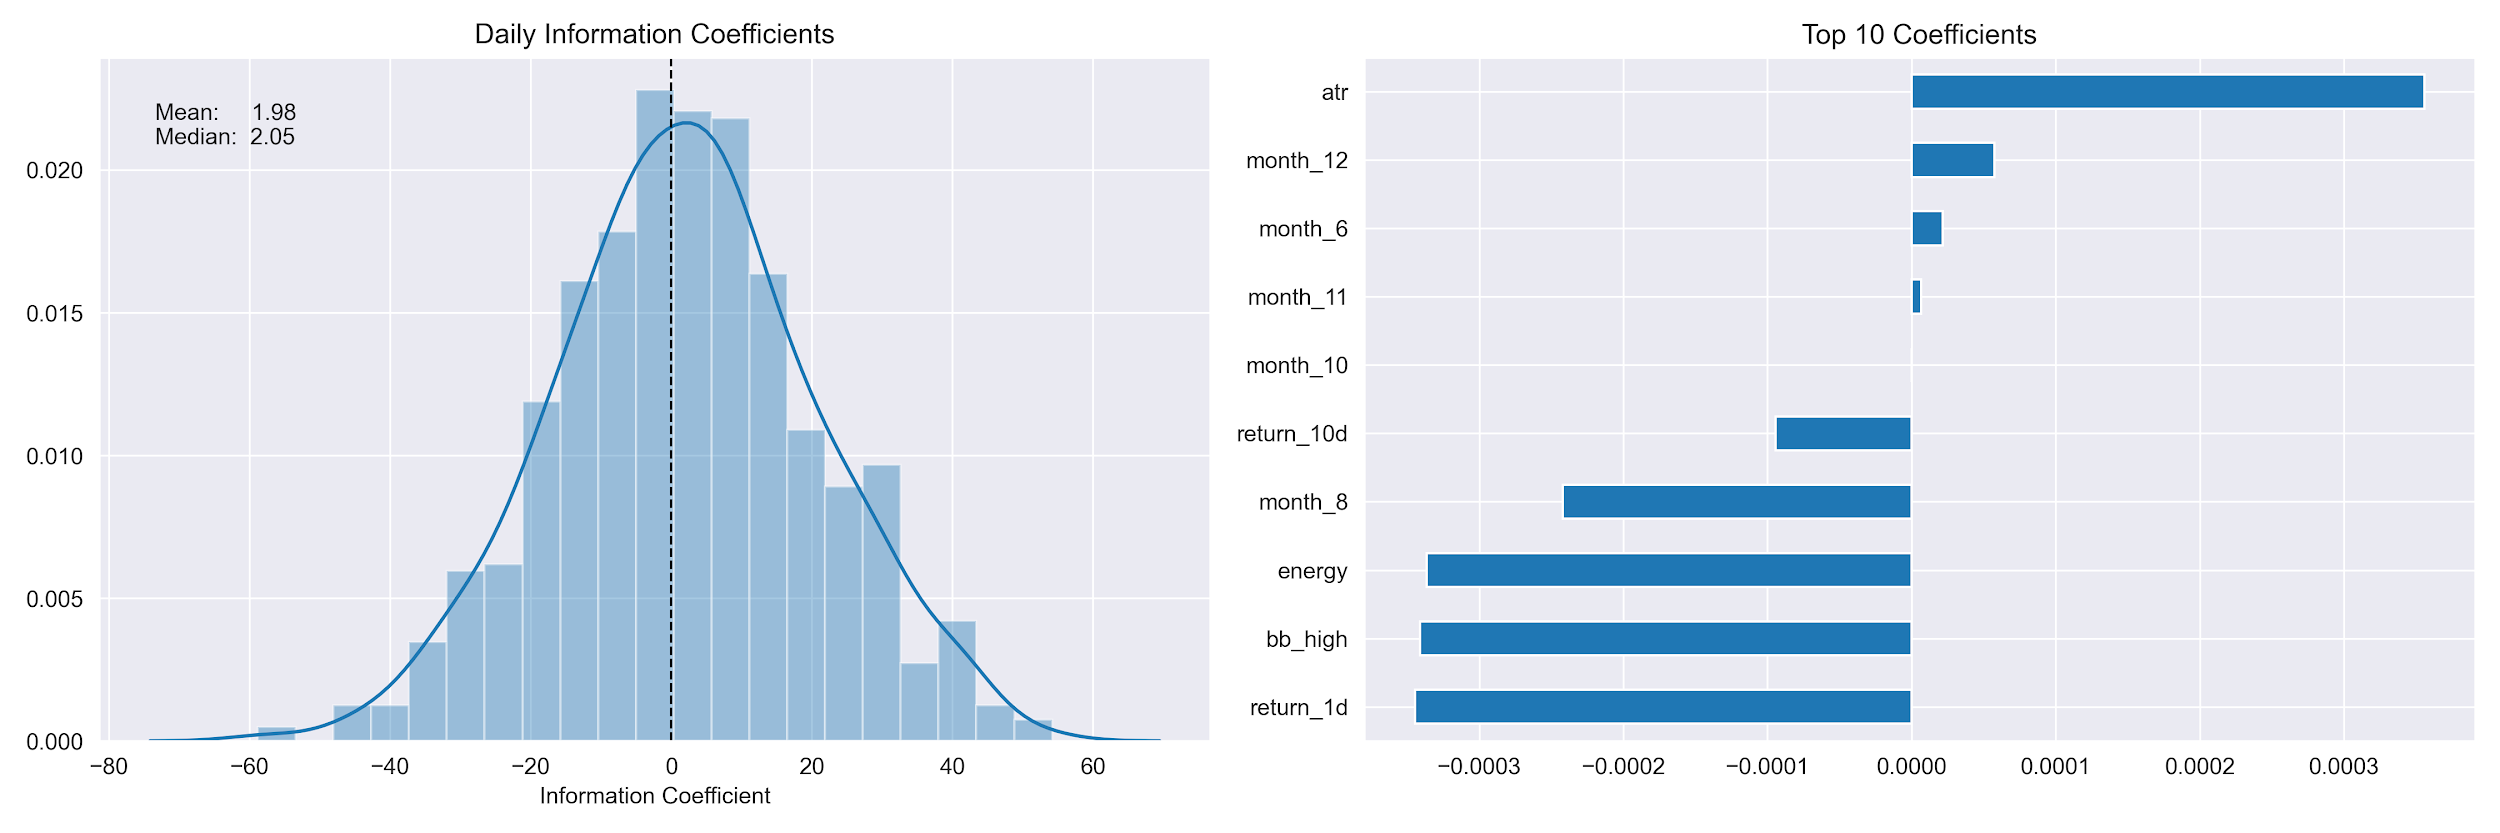 Daily Information Coefficients
Mean: 1.98
Median: 2.05
0.020
0.015
0.010
0.005
0.000
−80 −60 −40 −20 0 20 40 60
Information Coefficient
Top 10 Coefficients
atr
month_12
month_6
month_11
month_10
return_10d
month_8
energy
bb_high
return_1d
−0.0003 −0.0002 −0.0001 0.0000 0.0001 0.0002 0.0003